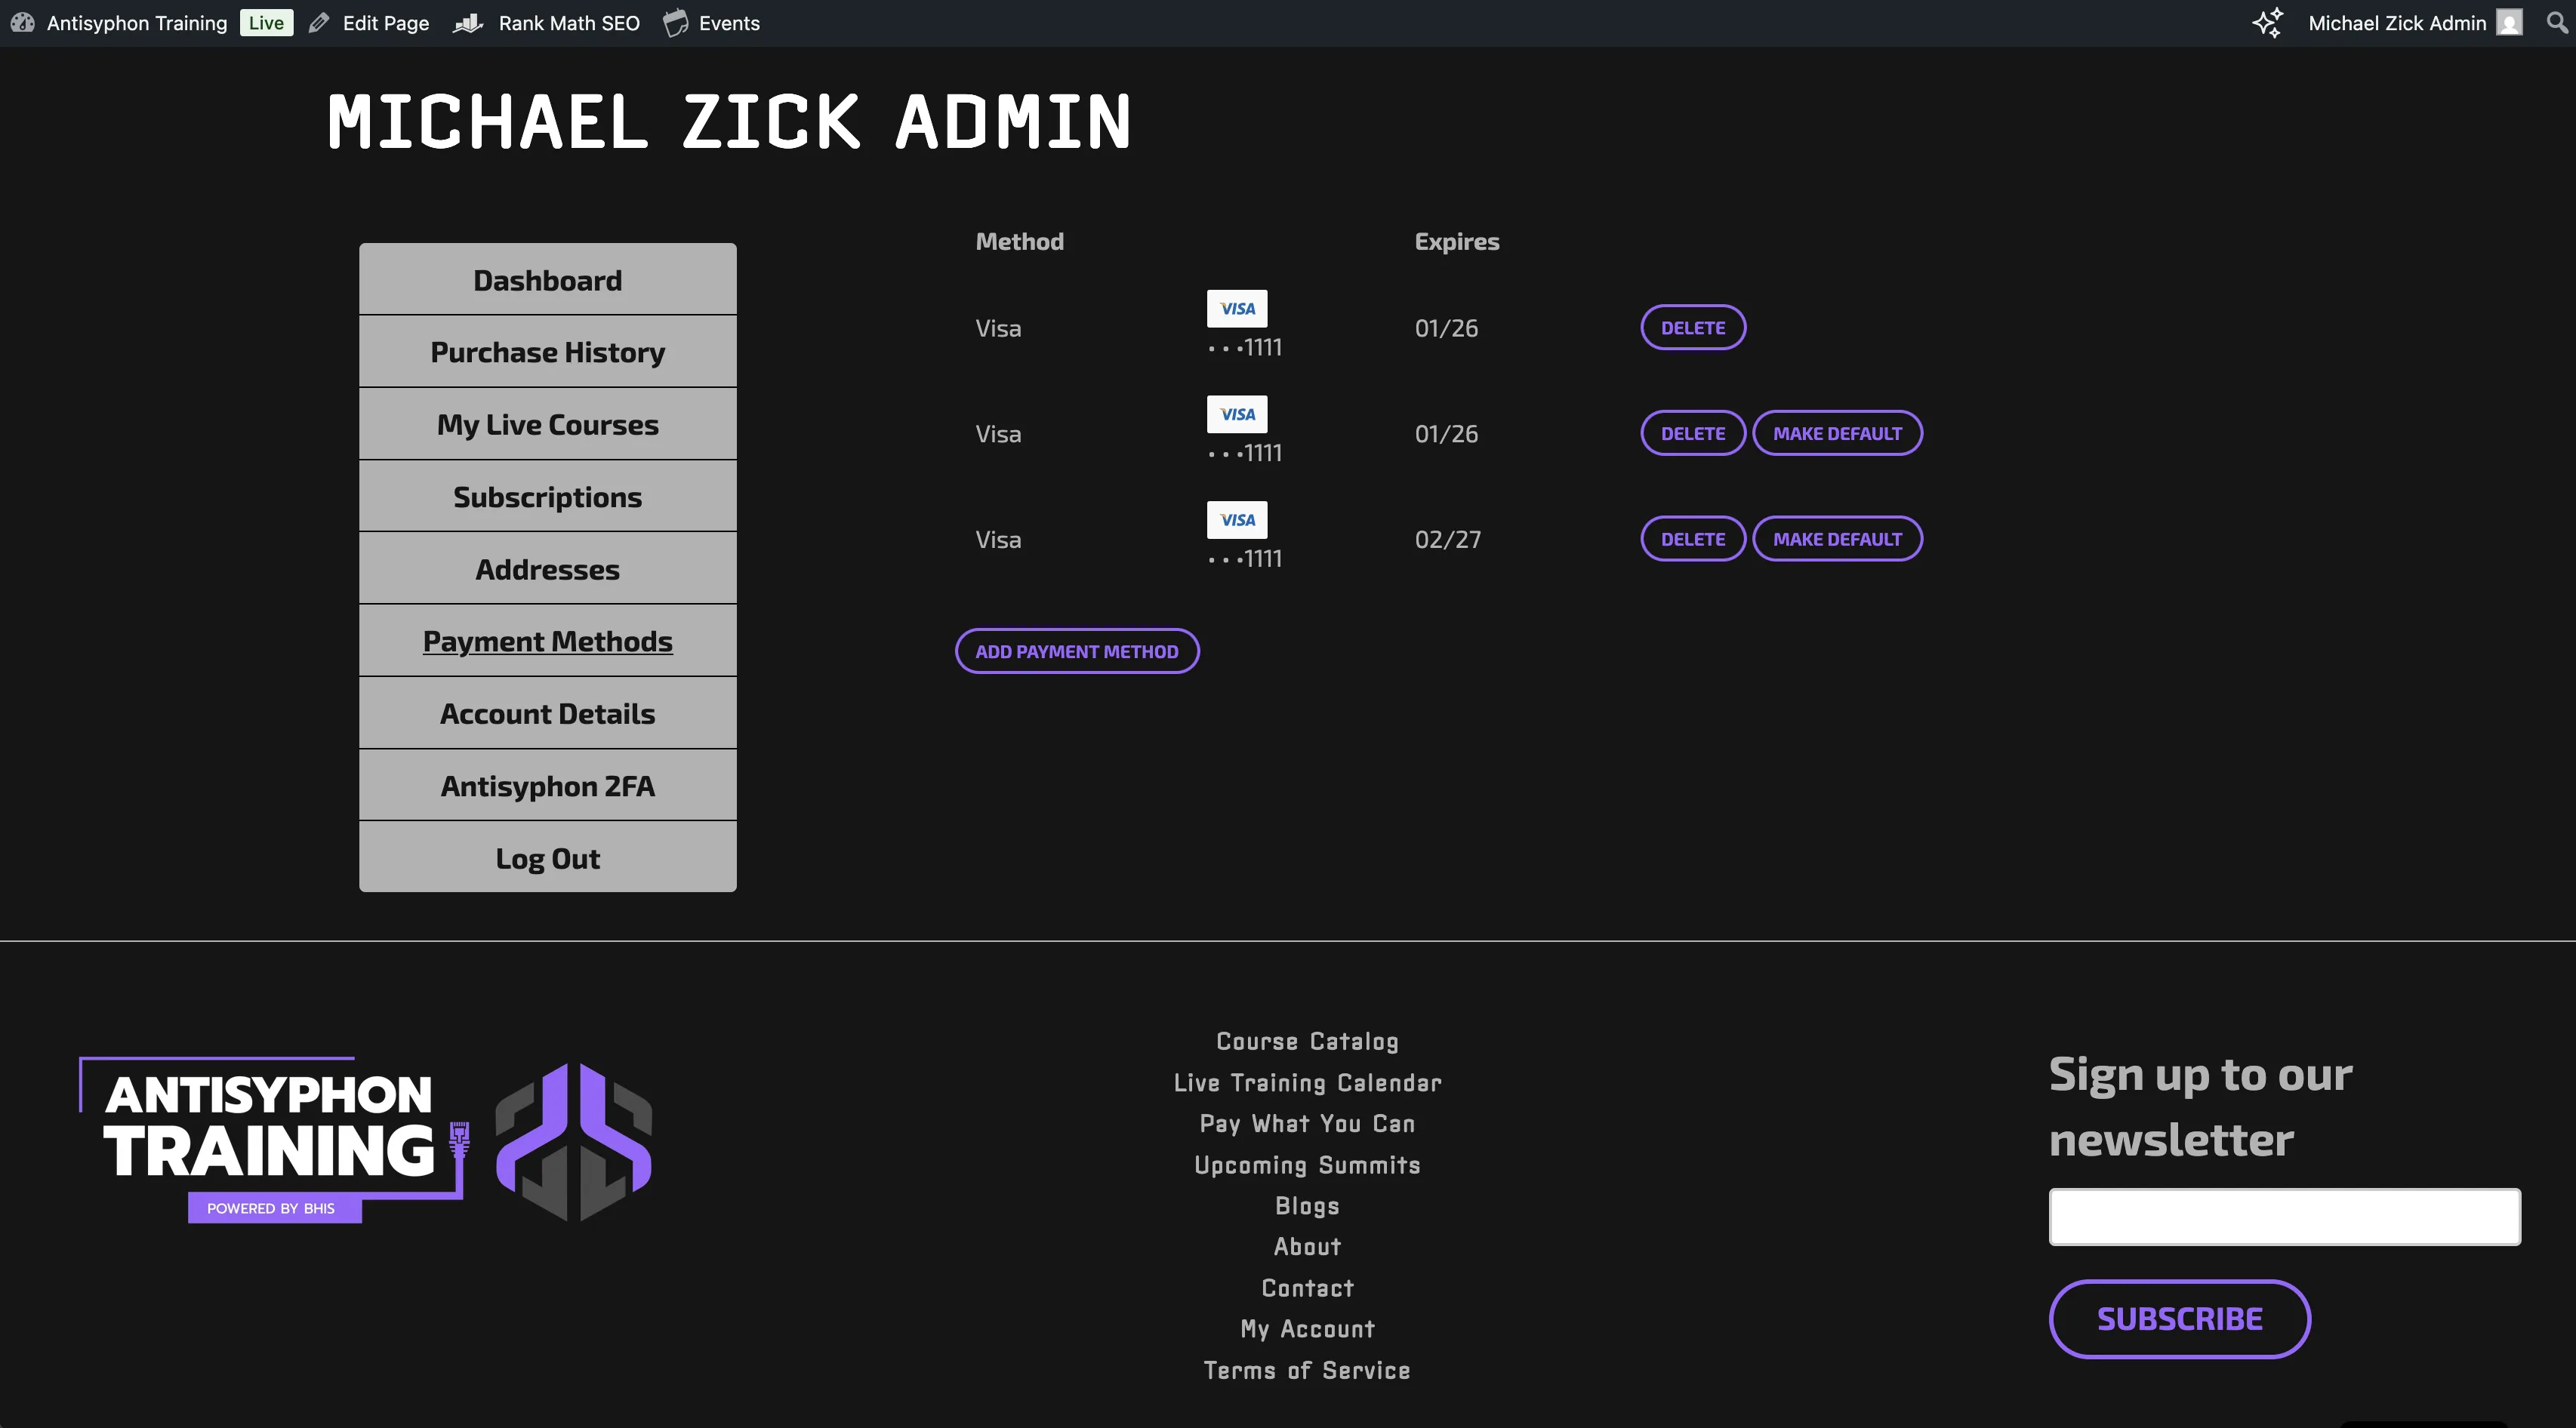 Antisyphon Training Live Edit Page Rank Math SEO Events Michael Zick Admin
MICHAEL ZICK ADMIN
Dashboard
Purchase History
My Live Courses
Subscriptions
Addresses
Payment Methods
Account Details
Antisyphon 2FA
Log Out
Method Expires
VISA
Visa •••1111 01/26 DELETE
VISA
Visa •••1111 01/26 DELETE MAKE DEFAULT
VISA
Visa •••1111 02/27 DELETE MAKE DEFAULT
ADD PAYMENT METHOD
ANTISYPHON
TRAINING
POWERED BY BHIS
Course Catalog
Live Training Calendar
Pay What You Can
Upcoming Summits
Blogs
About
Contact
My Account
Terms of Service
Sign up to our
newsletter
SUBSCRIBE